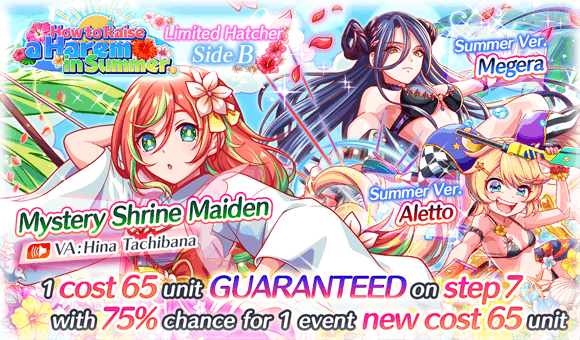 How to Raise
a Harem
in Summer
Limited Hatcher
Side B
Summer Ver.
Megera
Summer Ver.
Aletto
Mystery Shrine Maiden
VA:Hina Tachibana
1 cost 65 unit GUARANTEED on step 7
with 75% chance for 1 event new cost 65 unit